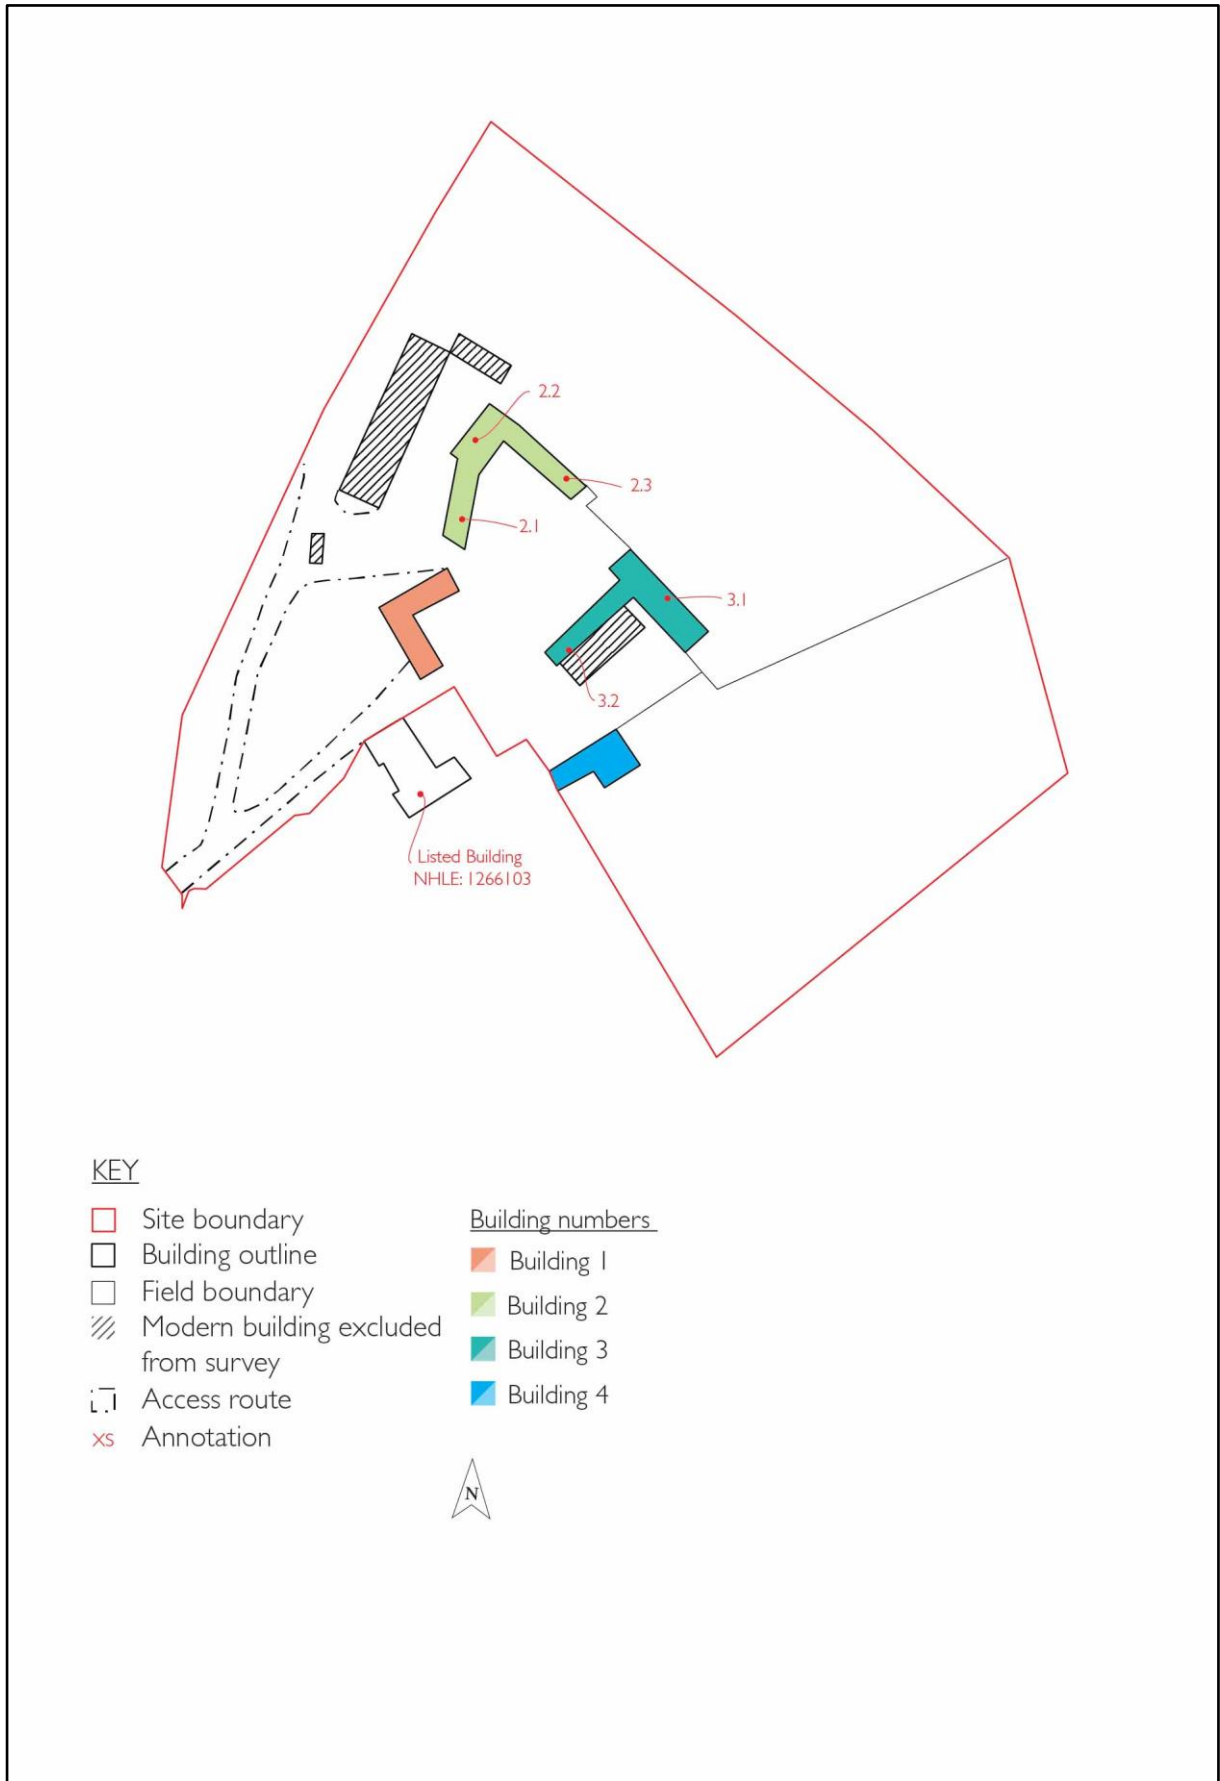 2.2
2.3
2.1
3.1
3.2
Listed Building
NHLE: 1266103
KEY
Site boundary
Building outline
Field boundary
Modern building excluded
from survey
Access route
xs Annotation
Building numbers
Building 1
Building 2
Building 3
Building 4
N